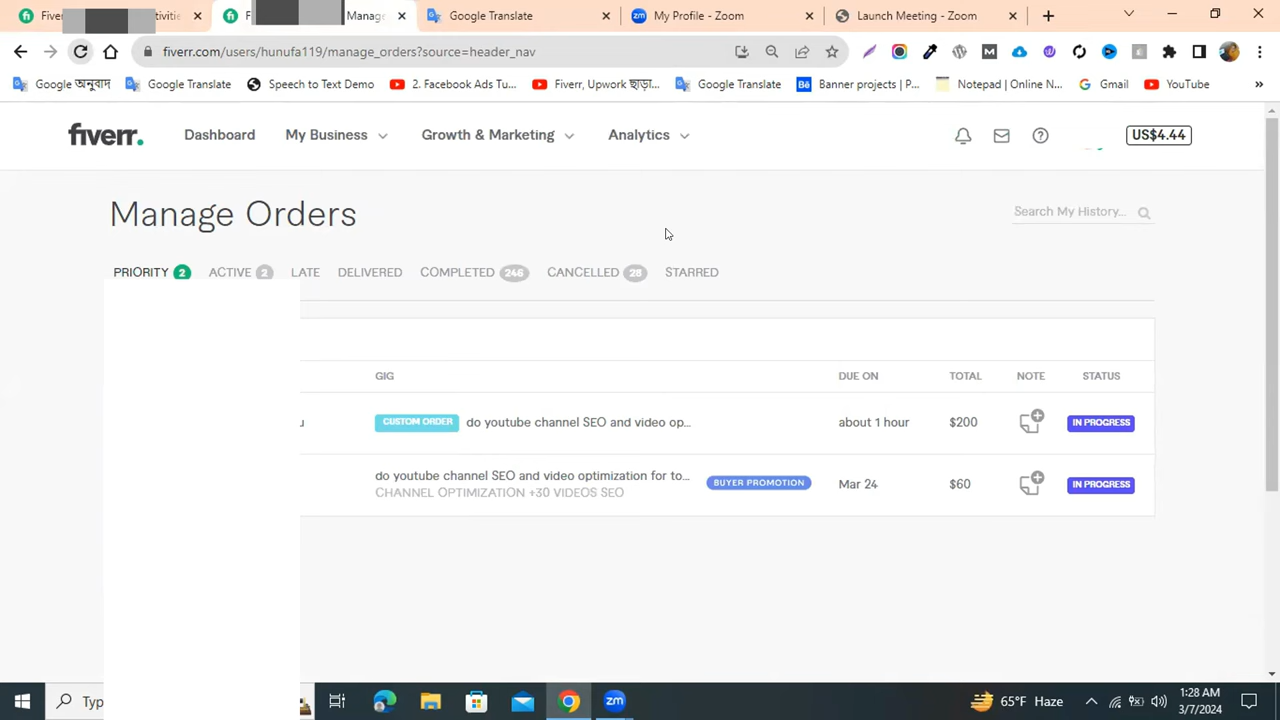 Fiver
ivities
F
Manage
Google Translate
My Profile - Zoom
Launch Meeting - Zoom
fiverr.com/users/hunufa119/manage_orders?source=header_nav
Google অনুবাদ
Google Translate
Speech to Text Demo
2. Facebook Ads Tu...
Fiverr, Upwork ছাড়া...
Google Translate
Banner projects | P...
Notepad | Online N...
Gmail
YouTube
fiverr.
Dashboard
My Business
Growth & Marketing
Analytics
US$4.44
Manage Orders
Search My History...
PRIORITY 2
ACTIVE 2
LATE
DELIVERED
COMPLETED 246
CANCELLED 28
STARRED
GIG
DUE ON
TOTAL
NOTE
STATUS
u
CUSTOM ORDER
do youtube channel SEO and video op...
about 1 hour
$200
IN PROGRESS
do youtube channel SEO and video optimization for to...
CHANNEL OPTIMIZATION +30 VIDEOS SEO
BUYER PROMOTION
Mar 24
$60
IN PROGRESS
Typ
zm
65°F Haze
1:28 AM
3/7/2024